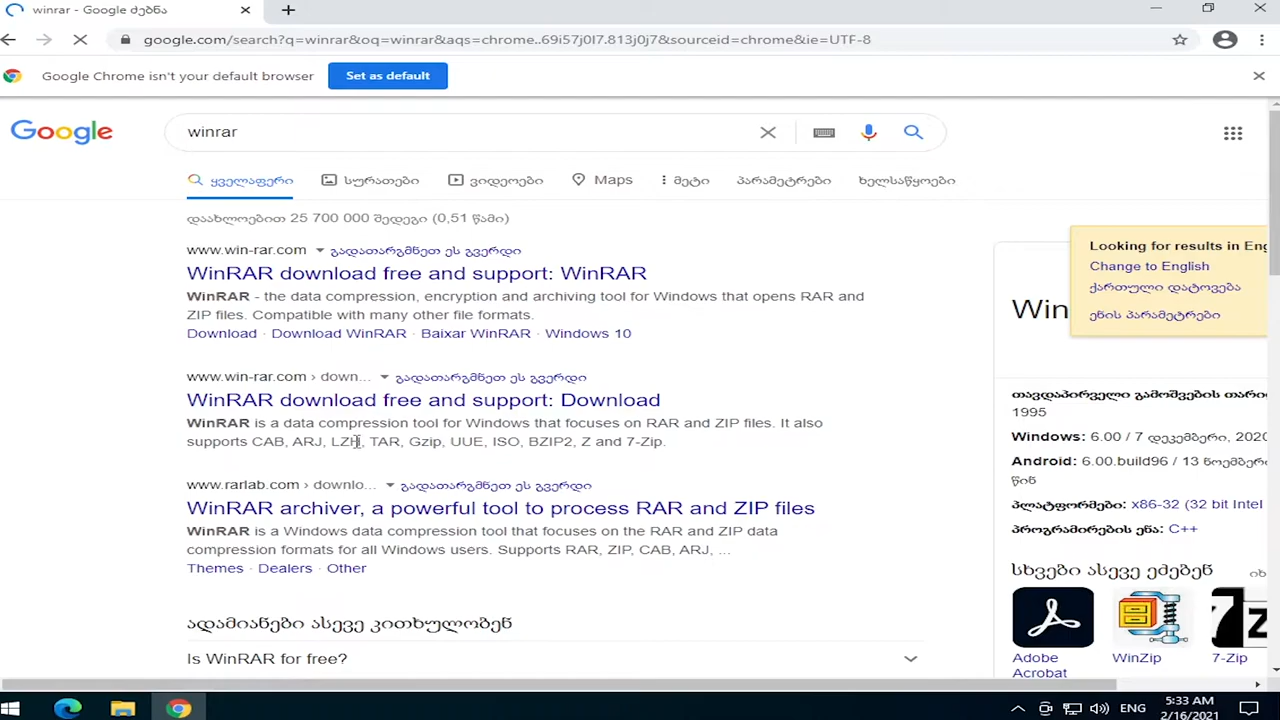 winrar - Google ძებნა
google.com/search?q=winrar&oq=winrar&aqs=chrome..69i57j0l7.813j0j7&sourceid=chrome&ie=UTF-8
Google Chrome isn't your default browser Set as default
Google winrar
ყველაფერი სურათები ვიდეოები Maps მეტი პარამეტრები ხელსაწყოები
დაახლოებით 25 700 000 შედეგი (0,51 წამი)
www.win-rar.com გადათარგმნეთ ეს გვერდი
WinRAR download free and support: WinRAR
WinRAR - the data compression, encryption and archiving tool for Windows that opens RAR and
ZIP files. Compatible with many other file formats.
Download · Download WinRAR · Baixar WinRAR · Windows 10
www.win-rar.com › down... გადათარგმნეთ ეს გვერდი
WinRAR download free and support: Download
WinRAR is a data compression tool for Windows that focuses on RAR and ZIP files. It also
supports CAB, ARJ, LZH, TAR, Gzip, UUE, ISO, BZIP2, Z and 7-Zip.
www.rarlab.com › downlo... გადათარგმნეთ ეს გვერდი
WinRAR archiver, a powerful tool to process RAR and ZIP files
WinRAR is a Windows data compression tool that focuses on the RAR and ZIP data
compression formats for all Windows users. Supports RAR, ZIP, CAB, ARJ, ...
Themes · Dealers · Other
ადამიანები ასევე კითხულობენ
Is WinRAR for free?
Looking for results in Eng
Change to English
ქართული დატოვება
ენის პარამეტრები
Win
თავდაპირველი გამოშვების თარი
1995
Windows: 6.00 / 7 დეკემბერი, 2020
Android: 6.00.build96 / 13 ნოემბერი
წინ
პლატფორმები: x86-32 (32 bit Intel
პროგრამირების ენა: C++
სხვები ასევე ეძებენ იხ
Adobe
Acrobat
WinZip
7-Zip
ENG
5:33 AM
2/16/2021